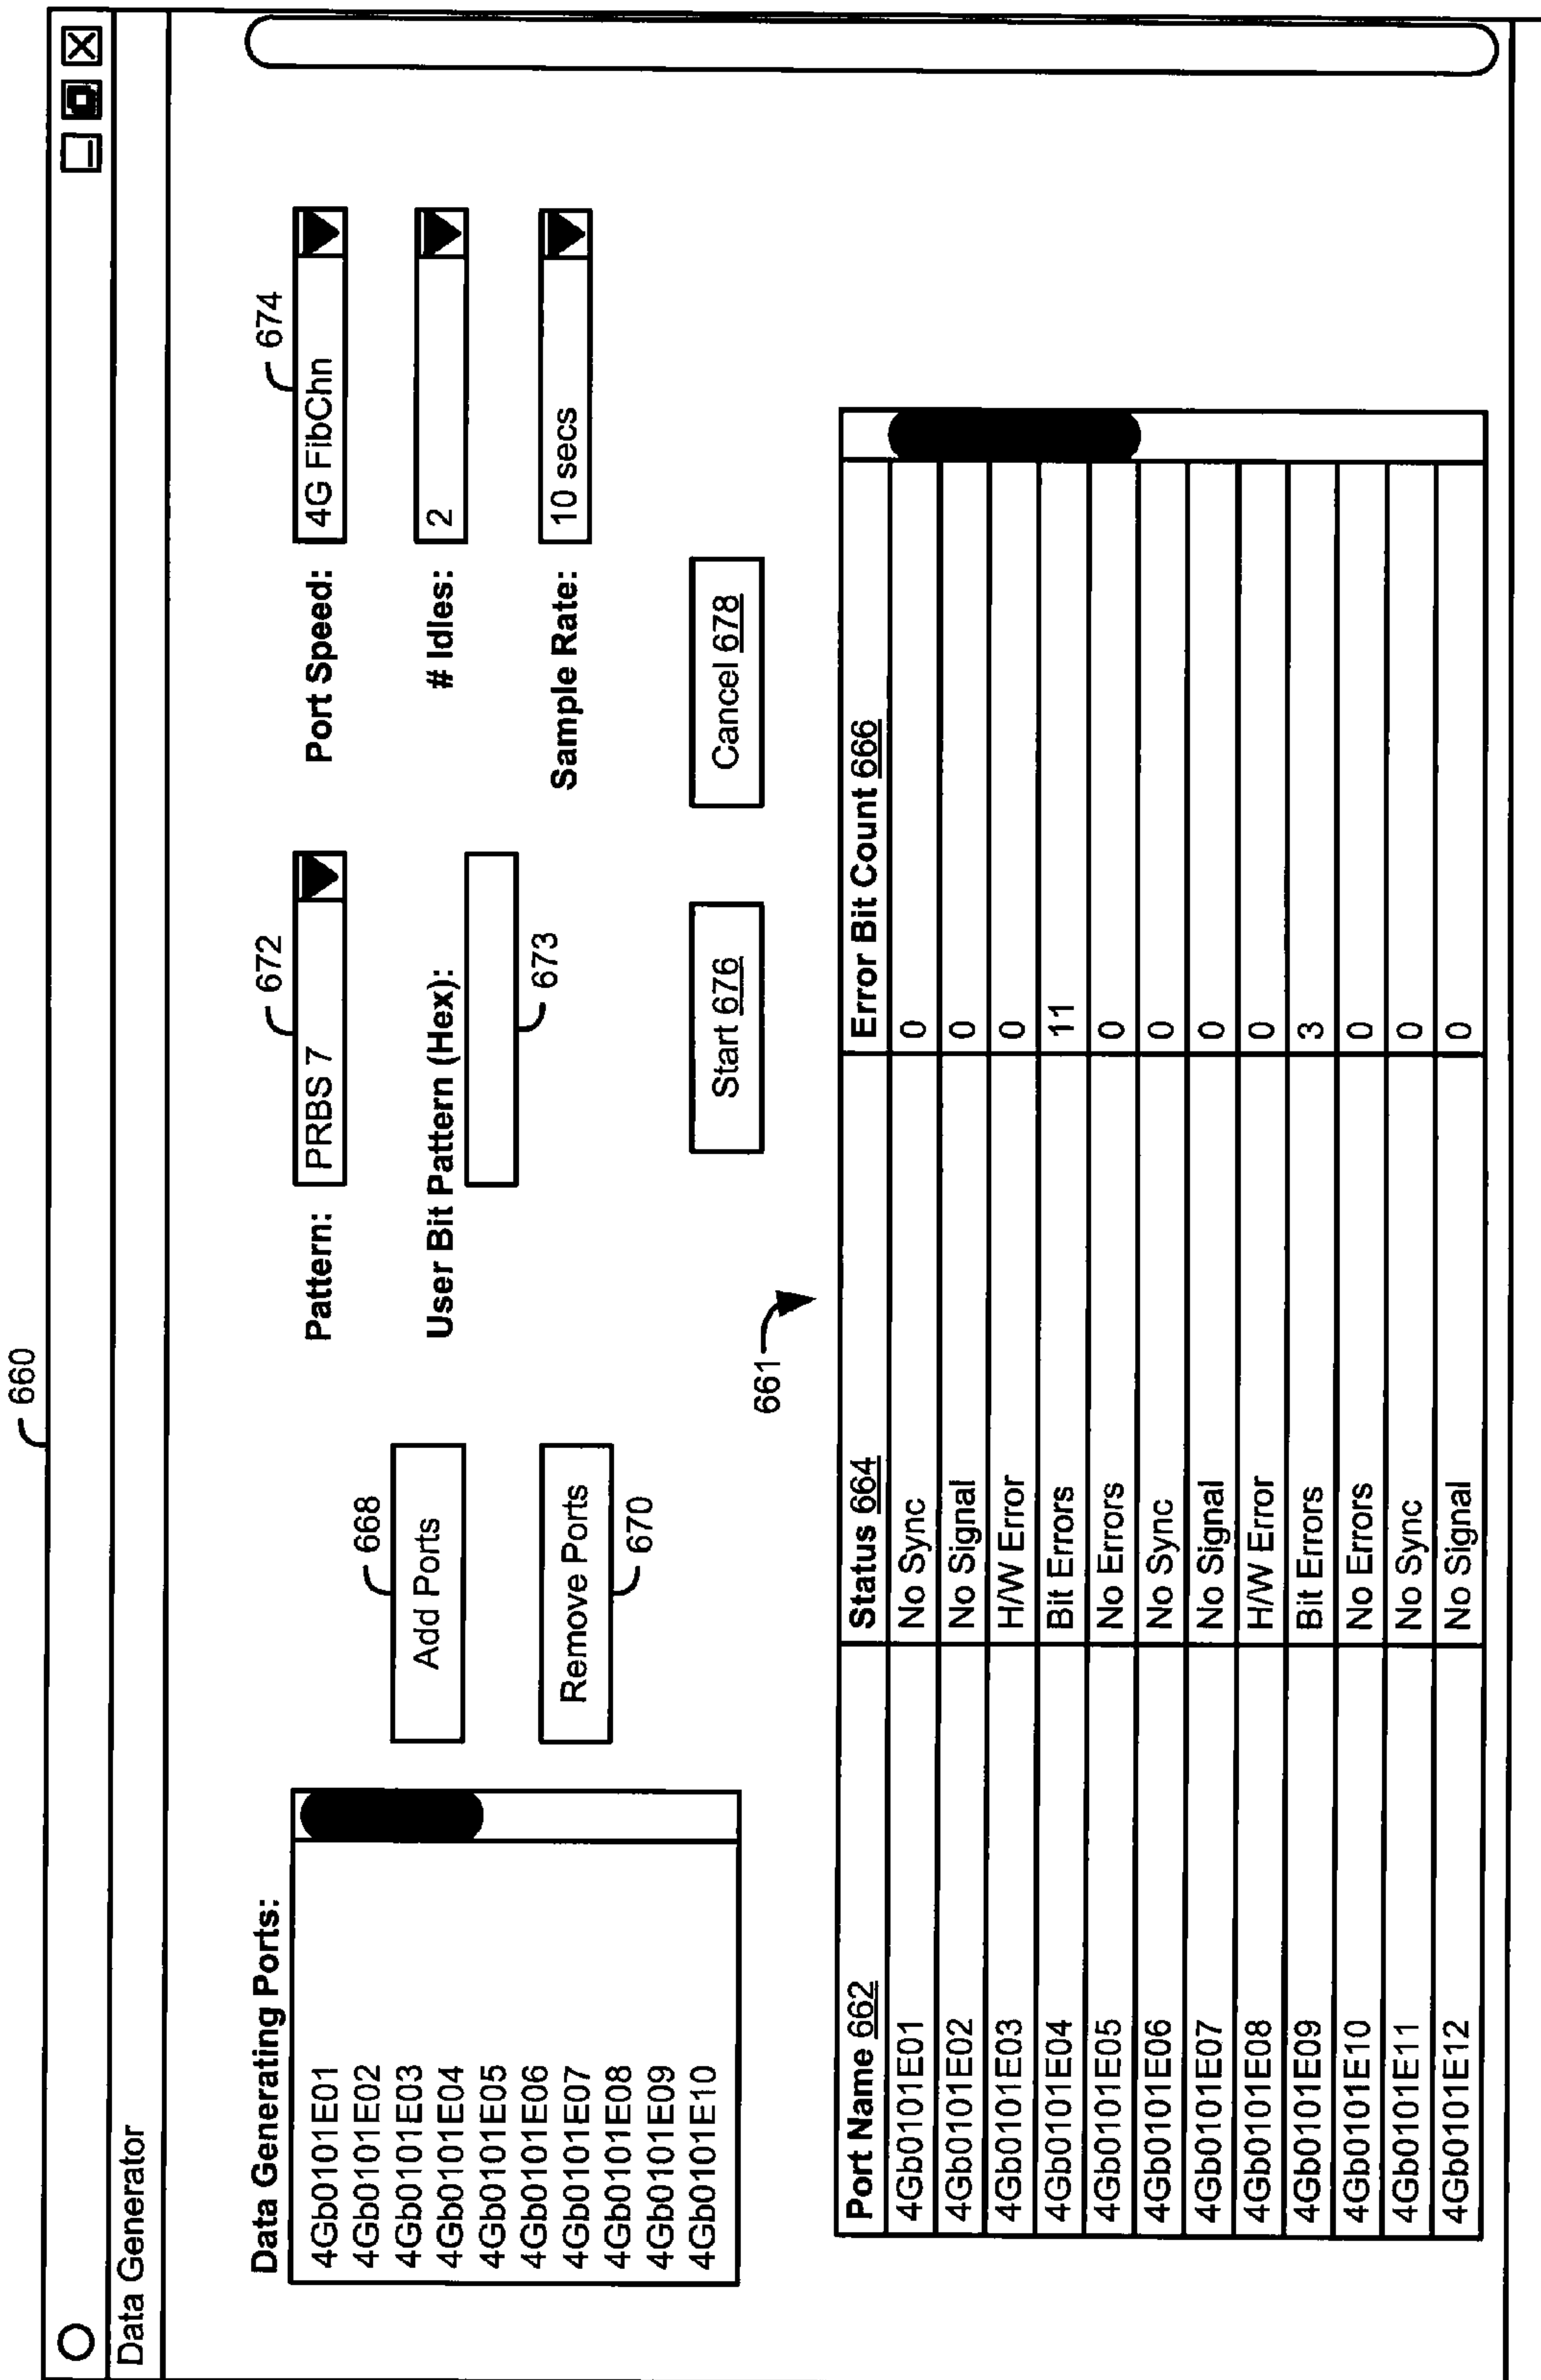 660
Data Generator
Data Generating Ports:
4Gb0101E01
4Gb0101E02
4Gb0101E03
4Gb0101E04
4Gb0101E05
4Gb0101E06
4Gb0101E07
4Gb0101E08
4Gb0101E09
4Gb0101E10
668
Add Ports
Remove Ports
670
672
Pattern: PRBS 7
User Bit Pattern (Hex):
673
674
Port Speed: 4G FibChn
# Idles: 2
Sample Rate: 10 secs
Start 676 Cancel 678
661
Port Name 662 Status 664 Error Bit Count 666
4Gb0101E01 No Sync 0
4Gb0101E02 No Signal 0
4Gb0101E03 H/W Error 0
4Gb0101E04 Bit Errors 11
4Gb0101E05 No Errors 0
4Gb0101E06 No Sync 0
4Gb0101E07 No Signal 0
4Gb0101E08 H/W Error 0
4Gb0101E09 Bit Errors 3
4Gb0101E10 No Errors 0
4Gb0101E11 No Sync 0
4Gb0101E12 No Signal 0